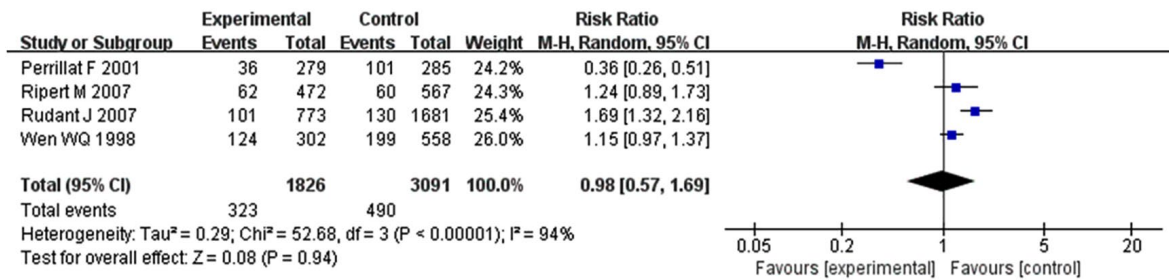 Experimental Control Risk Ratio Risk Ratio
Study or Subgroup Events Total Events Total Weight M-H, Random, 95% CI M-H, Random, 95% CI
Perrillat F 2001 36 279 101 285 24.2% 0.36 [0.26, 0.51]
Ripert M 2007 62 472 60 567 24.3% 1.24 [0.89, 1.73]
Rudant J 2007 101 773 130 1681 25.4% 1.69 [1.32, 2.16]
Wen WQ 1998 124 302 199 558 26.0% 1.15 [0.97, 1.37]
Total (95% CI) 1826 3091 100.0% 0.98 [0.57, 1.69]
Total events 323 490
Heterogeneity: Tau² = 0.29; Chi² = 52.68, df = 3 (P < 0.00001); I² = 94%
Test for overall effect: Z = 0.08 (P = 0.94)
0.05 0.2 1 5 20
Favours [experimental] Favours [control]